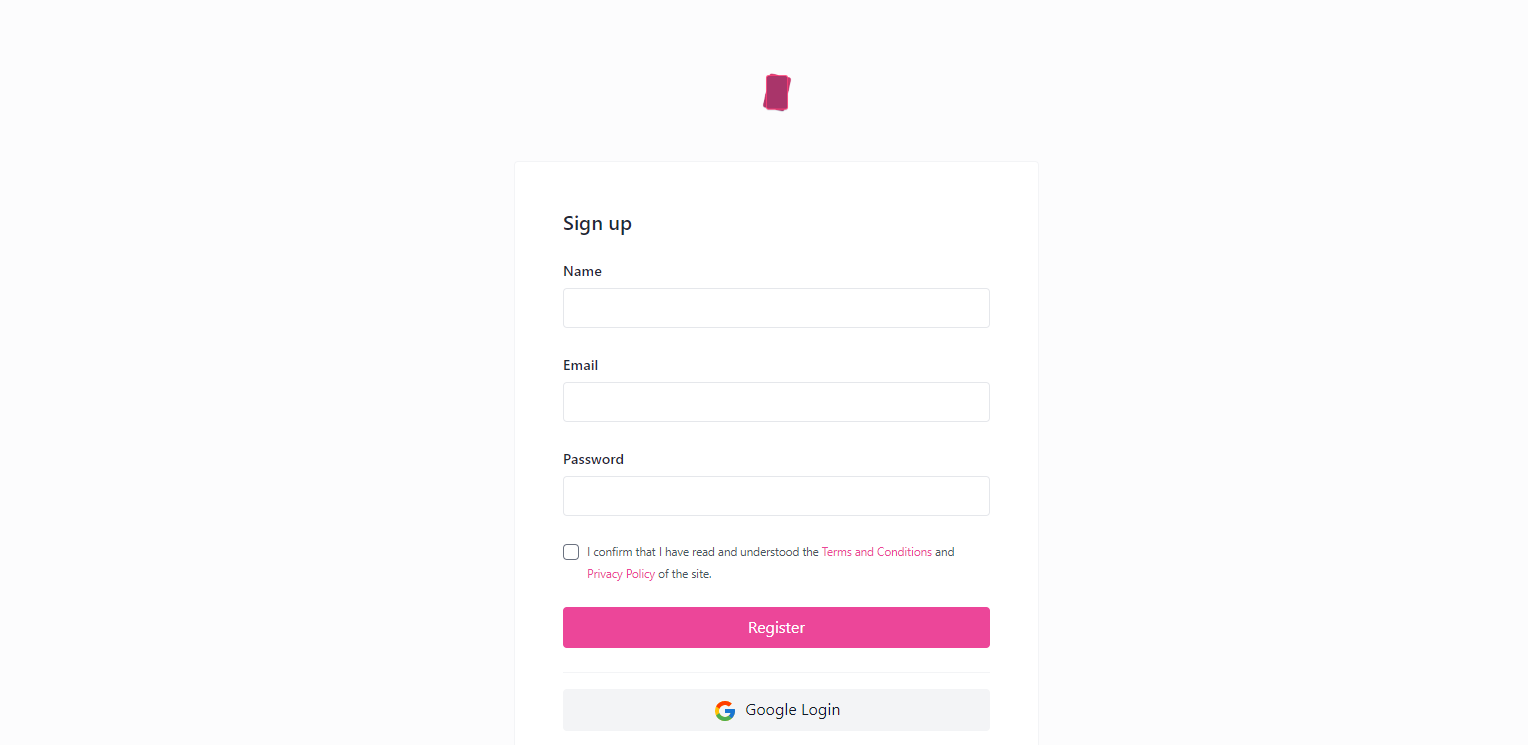 Sign up
Name
Email
Password
I confirm that I have read and understood the Terms and Conditions and
Privacy Policy of the site.
Register
Google Login